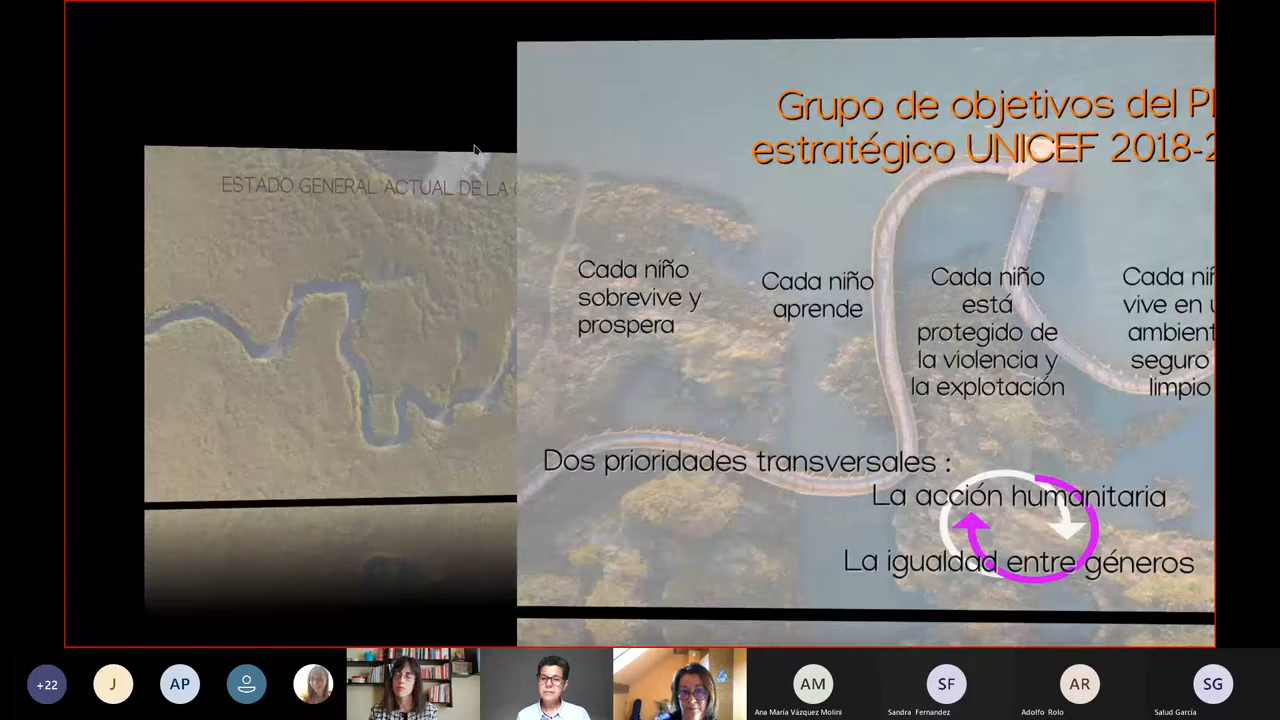 Grupo de objetivos del Pl
estratégico UNICEF 2018-2
ESTADO GENERAL ACTUAL DE LA
Cada niño
sobrevive y
prospera
Cada niño
aprende
Cada niño
está
protegido de
la violencia y
la explotación
Cada niñ
vive en u
ambient
seguro
limpio
Dos prioridades transversales :
La acción humanitaria
La igualdad entre géneros
+22
J
AP
AM
Ana María Vázquez Molini
SF
Sandra Fernandez
AR
Adolfo Rolo
SG
Salud García